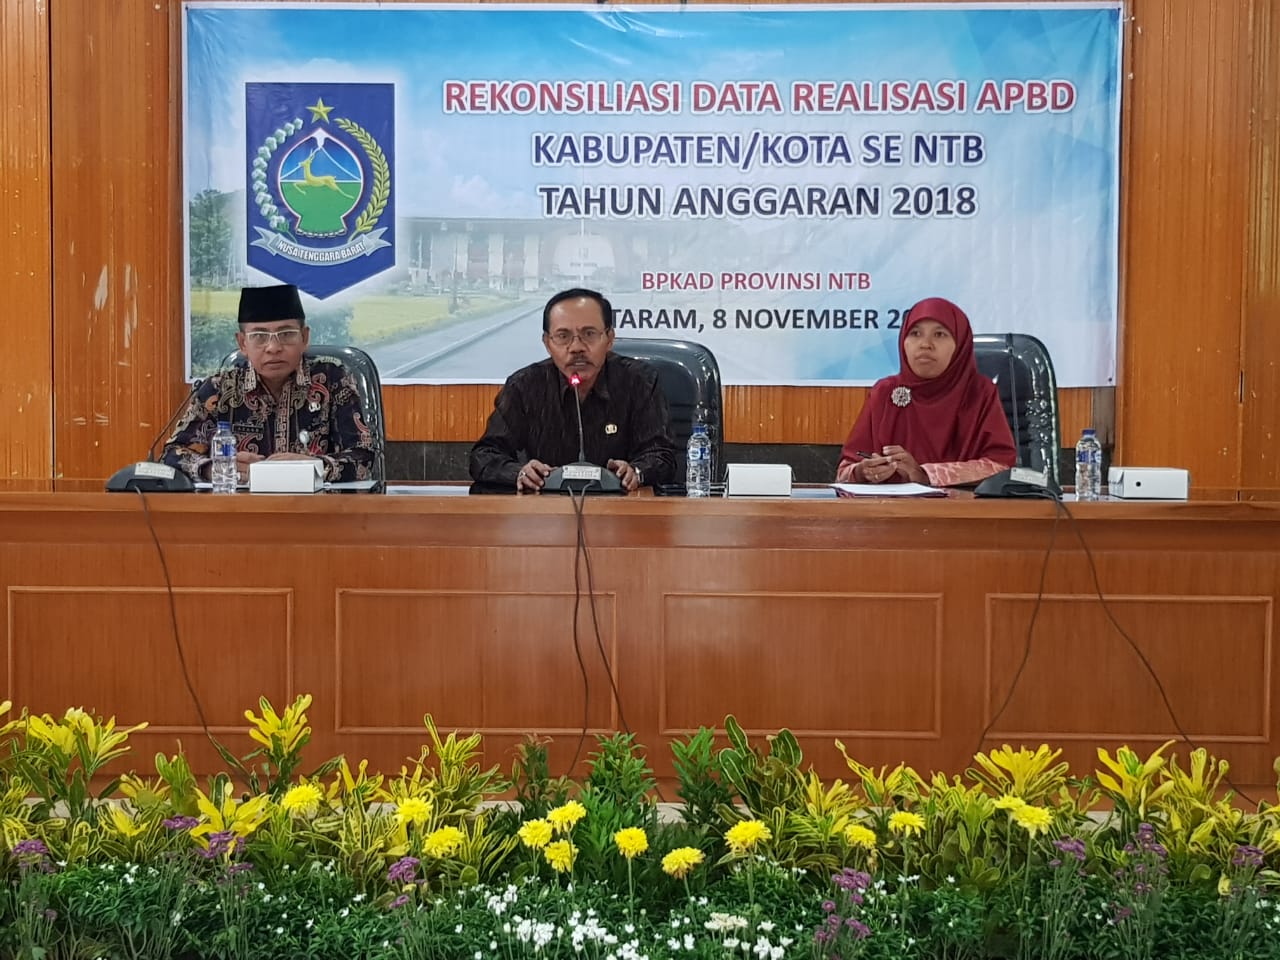 REKONSILIASI DATA REALISASI APBD
KABUPATEN/KOTA SE NTB
TAHUN ANGGARAN 2018
NUSA TENGGARA BARAT
BPKAD PROVINSI NTB
TARAM, 8 NOVEMBER 2